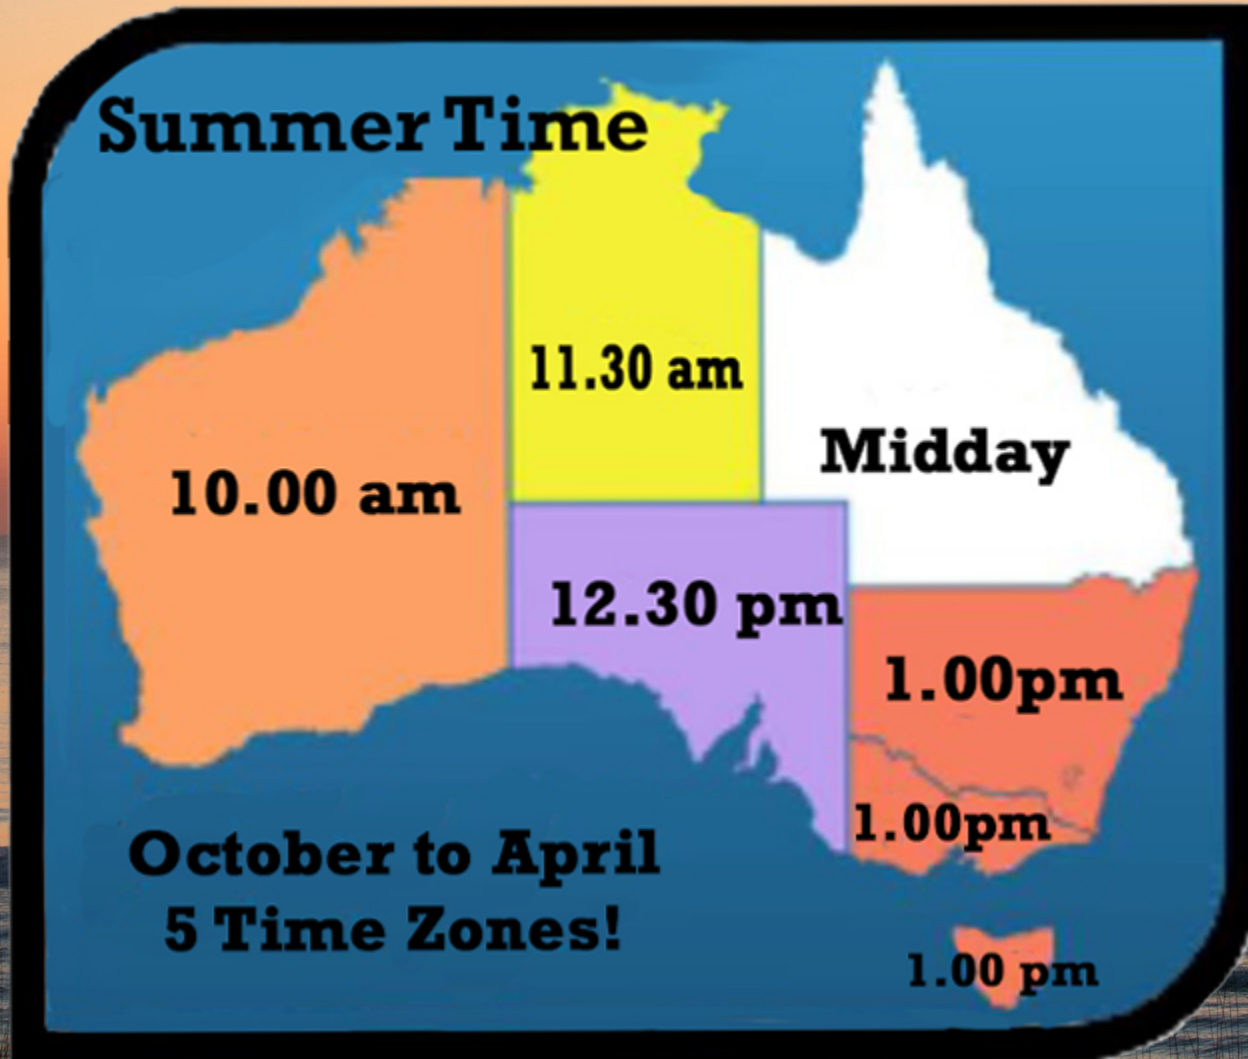 Summer Time
11.30 am
Midday
10.00 am
12.30 pm
1.00pm
1.00pm
October to April
5 Time Zones!
1.00 pm